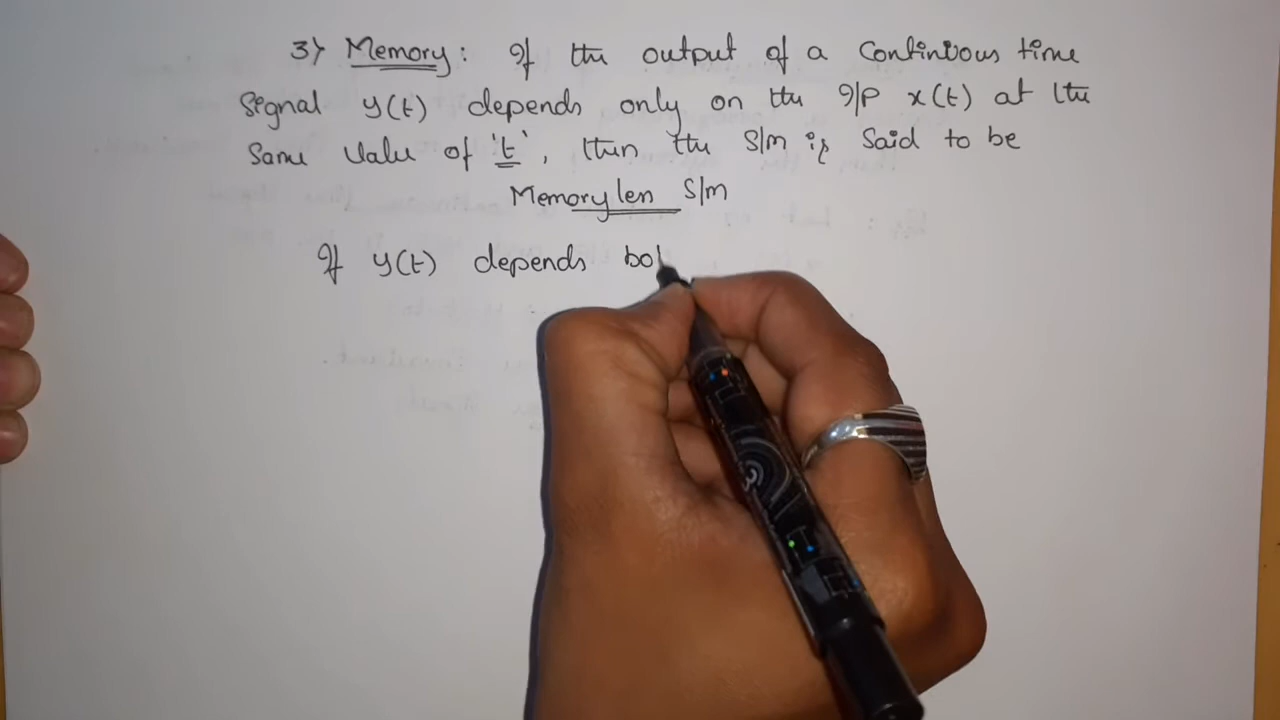 3) Memory: If the output of a Continuous time
Signal y(t) depends only on the I/P x(t) at the
Same Value of 't', then the S/m is Said to be
Memoryless S/m
If y(t) depends bot